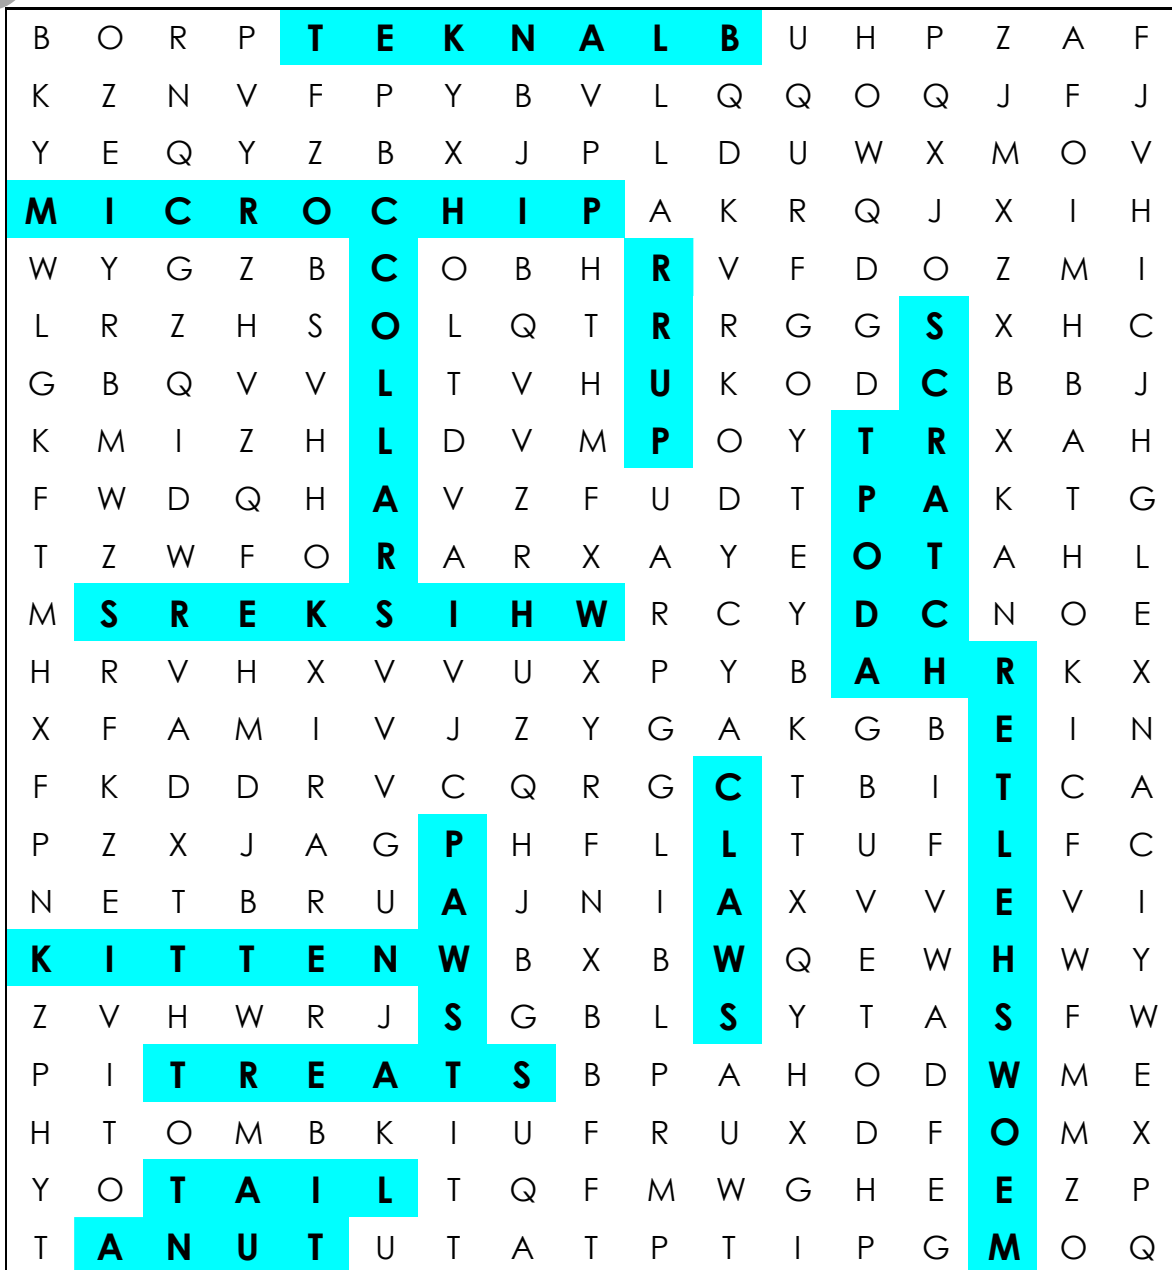 B O R P T E K N A L B U H P Z A F
K Z N V F P Y B V L Q Q O Q J F J
Y E Q Y Z B X J P L D U W X M O V
M I C R O C H I P A K R Q J X I H
W Y G Z B C O B H R V F D O Z M I
L R Z H S O L Q T R R G G S X H C
G B Q V V L T V H U K O D C B B J
K M I Z H L D V M P O Y T R X A H
F W D Q H A V Z F U D T P A K T G
T Z W F O R A R X A Y E O T A H L
M S R E K S I H W R C Y D C N O E
H R V H X V V U X P Y B A H R K X
X F A M I V J Z Y G A K G B E I N
F K D D R V C Q R G C T B I T C A
P Z X J A G P H F L L T U F L F C
N E T B R U A J N I A X V V E V I
K I T T E N W B X B W Q E W H W Y
Z V H W R J S G B L S Y T A S F W
P I T R E A T S B P A H O D W M E
H T O M B K I U F R U X D F O M X
Y O T A I L T Q F M W G H E E Z P
T A N U T U T A T P T I P G M O Q